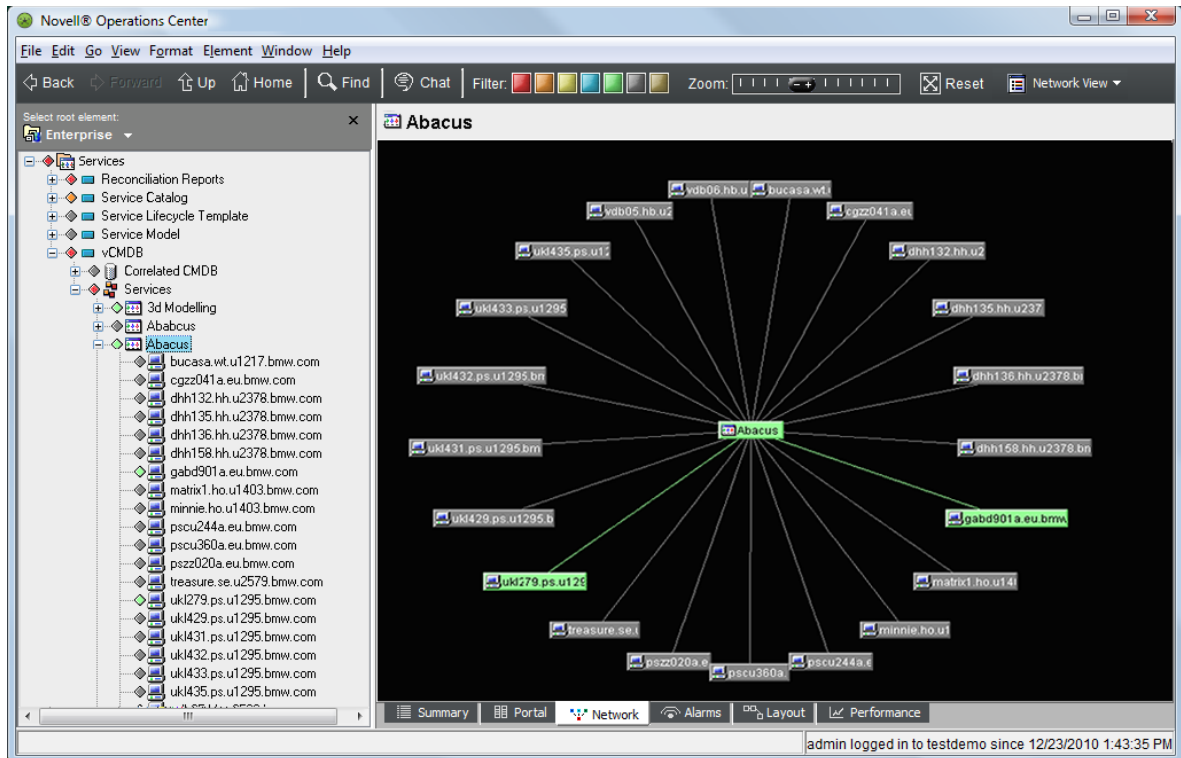 Novell® Operations Center
File Edit Go View Format Element Window Help
Back Forward Up Home Find Chat Filter: Zoom: Reset Network View
Select root element:
Enterprise
Abacus
Services
Reconciliation Reports
Service Catalog
Service Lifecycle Template
Service Model
vCMDB
Correlated CMDB
Services
3d Modelling
Ababcus
Abacus
bucasa.wt.u1217.bmw.com
cgzz041a.eu.bmw.com
dhh132.hh.u2378.bmw.com
dhh135.hh.u2378.bmw.com
dhh136.hh.u2378.bmw.com
dhh158.hh.u2378.bmw.com
gabd901a.eu.bmw.com
matrix1.ho.u1403.bmw.com
minnie.ho.u1403.bmw.com
pscu244a.eu.bmw.com
pscu360a.eu.bmw.com
pszz020a.eu.bmw.com
treasure.se.u2579.bmw.com
ukl279.ps.u1295.bmw.com
ukl429.ps.u1295.bmw.com
ukl431.ps.u1295.bmw.com
ukl432.ps.u1295.bmw.com
ukl433.ps.u1295.bmw.com
ukl435.ps.u1295.bmw.com
vdb06.hb.u bucasa.wt.
vdb05.hb.u2 cgzz041a.eu
ukl435.ps.u12 dhh132.hh.u2
ukl433.ps.u1295 dhh135.hh.u237
ukl432.ps.u1295.bm dhh136.hh.u2378.b
Abacus
ukl431.ps.u1295.bm dhh158.hh.u2378.bm
ukl429.ps.u1295.b gabd901a.eu.bmw
ukl279.ps.u129 matrix1.ho.u14
treasure.se. minnie.ho.u1
pszz020a.e pscu360a. pscu244a.e
Summary Portal Network Alarms Layout Performance
admin logged in to testdemo since 12/23/2010 1:43:35 PM